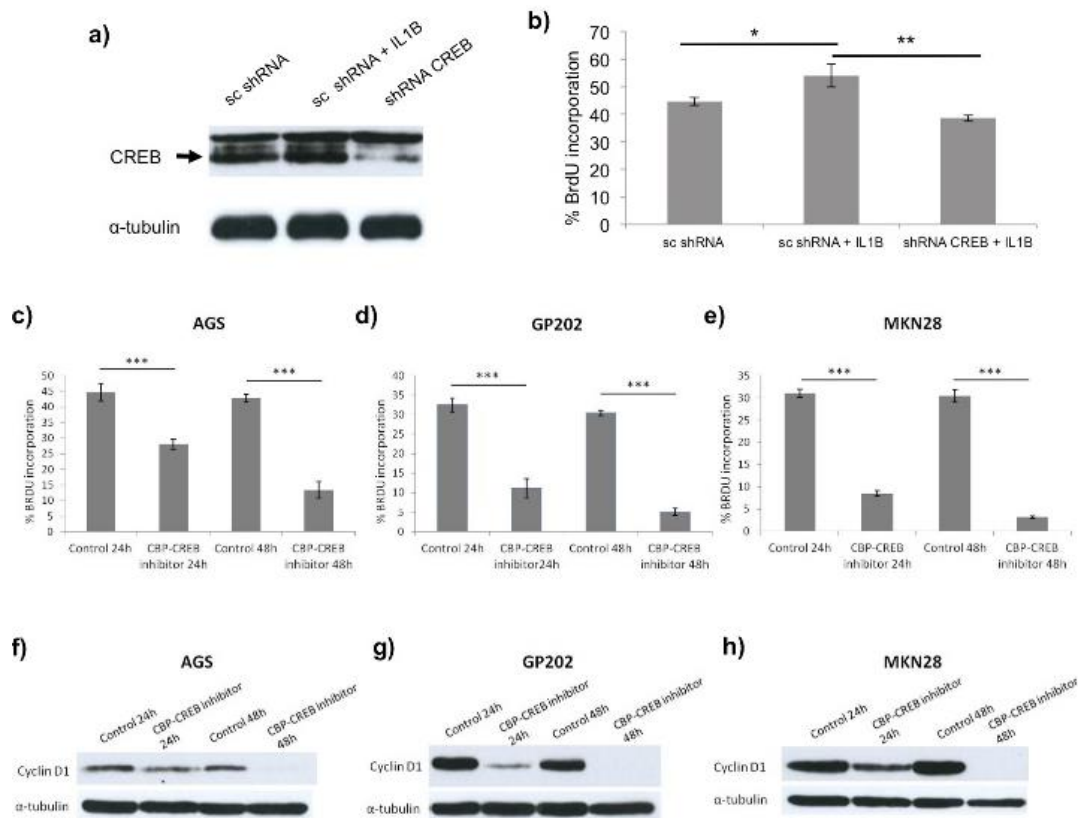 a)
sc shRNA
sc shRNA + IL1B
shRNA CREB
CREB
α-tubulin
b)
% BrdU incorporation
70
60
50
40
30
20
10
0
*
**
sc shRNA
sc shRNA + IL1B
shRNA CREB + IL1B
c)
AGS
% BRDU incorporation
50
45
40
35
30
25
20
15
10
5
0
***
***
Control 24h
CBP-CREB
inhibitor 24h
Control 48h
CBP-CREB
inhibitor 48h
d)
GP202
% BRDU incorporation
40
35
30
25
20
15
10
5
0
***
***
Control 24h
CBP-CREB
inhibitor24h
Control 48h
CBP-CREB
inhibitor 48h
e)
MKN28
% BRDU incorporation
35
30
25
20
15
10
5
0
***
***
Control 24h
CBP-CREB
inhibitor 24h
Control 48h
CBP-CREB
inhibitor 48h
f)
AGS
Control 24h
CBP-CREB inhibitor
24h
Control 48h
CBP-CREB inhibitor
48h
Cyclin D1
α-tubulin
g)
GP202
Control 24h
CBP-CREB inhibitor
24h
Control 48h
CBP-CREB inhibitor
48h
Cyclin D1
α-tubulin
h)
MKN28
Control 24h
CBP-CREB inhibitor
24h
Control 48h
CBP-CREB inhibitor
48h
Cyclin D1
α-tubulin